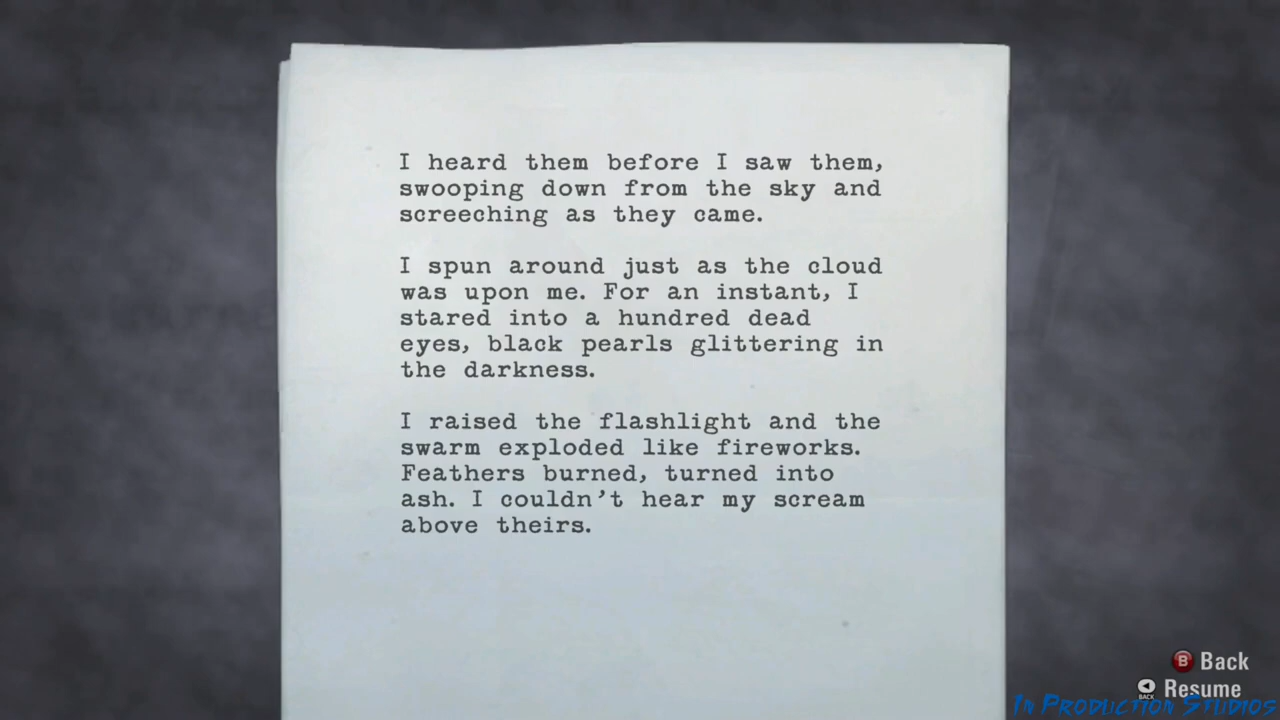 I heard them before I saw them,
swooping down from the sky and
screeching as they came.
I spun around just as the cloud
was upon me. For an instant, I
stared into a hundred dead
eyes, black pearls glittering in
the darkness.
I raised the flashlight and the
swarm exploded like fireworks.
Feathers burned, turned into
ash. I couldn't hear my scream
above theirs.
B Back
BACK Resume
In Production Studios